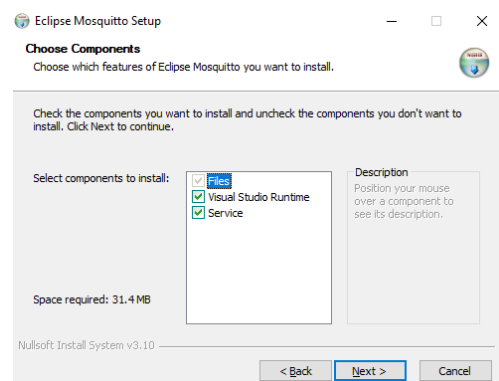 Eclipse Mosquitto Setup
Choose Components
Choose which features of Eclipse Mosquitto you want to install.
Check the components you want to install and uncheck the components you don't want to
install. Click Next to continue.
Select components to install:
Files
Visual Studio Runtime
Service
Description
Position your mouse
over a component to
see its description.
Space required: 31.4 MB
Nullsoft Install System v3.10
< Back
Next >
Cancel